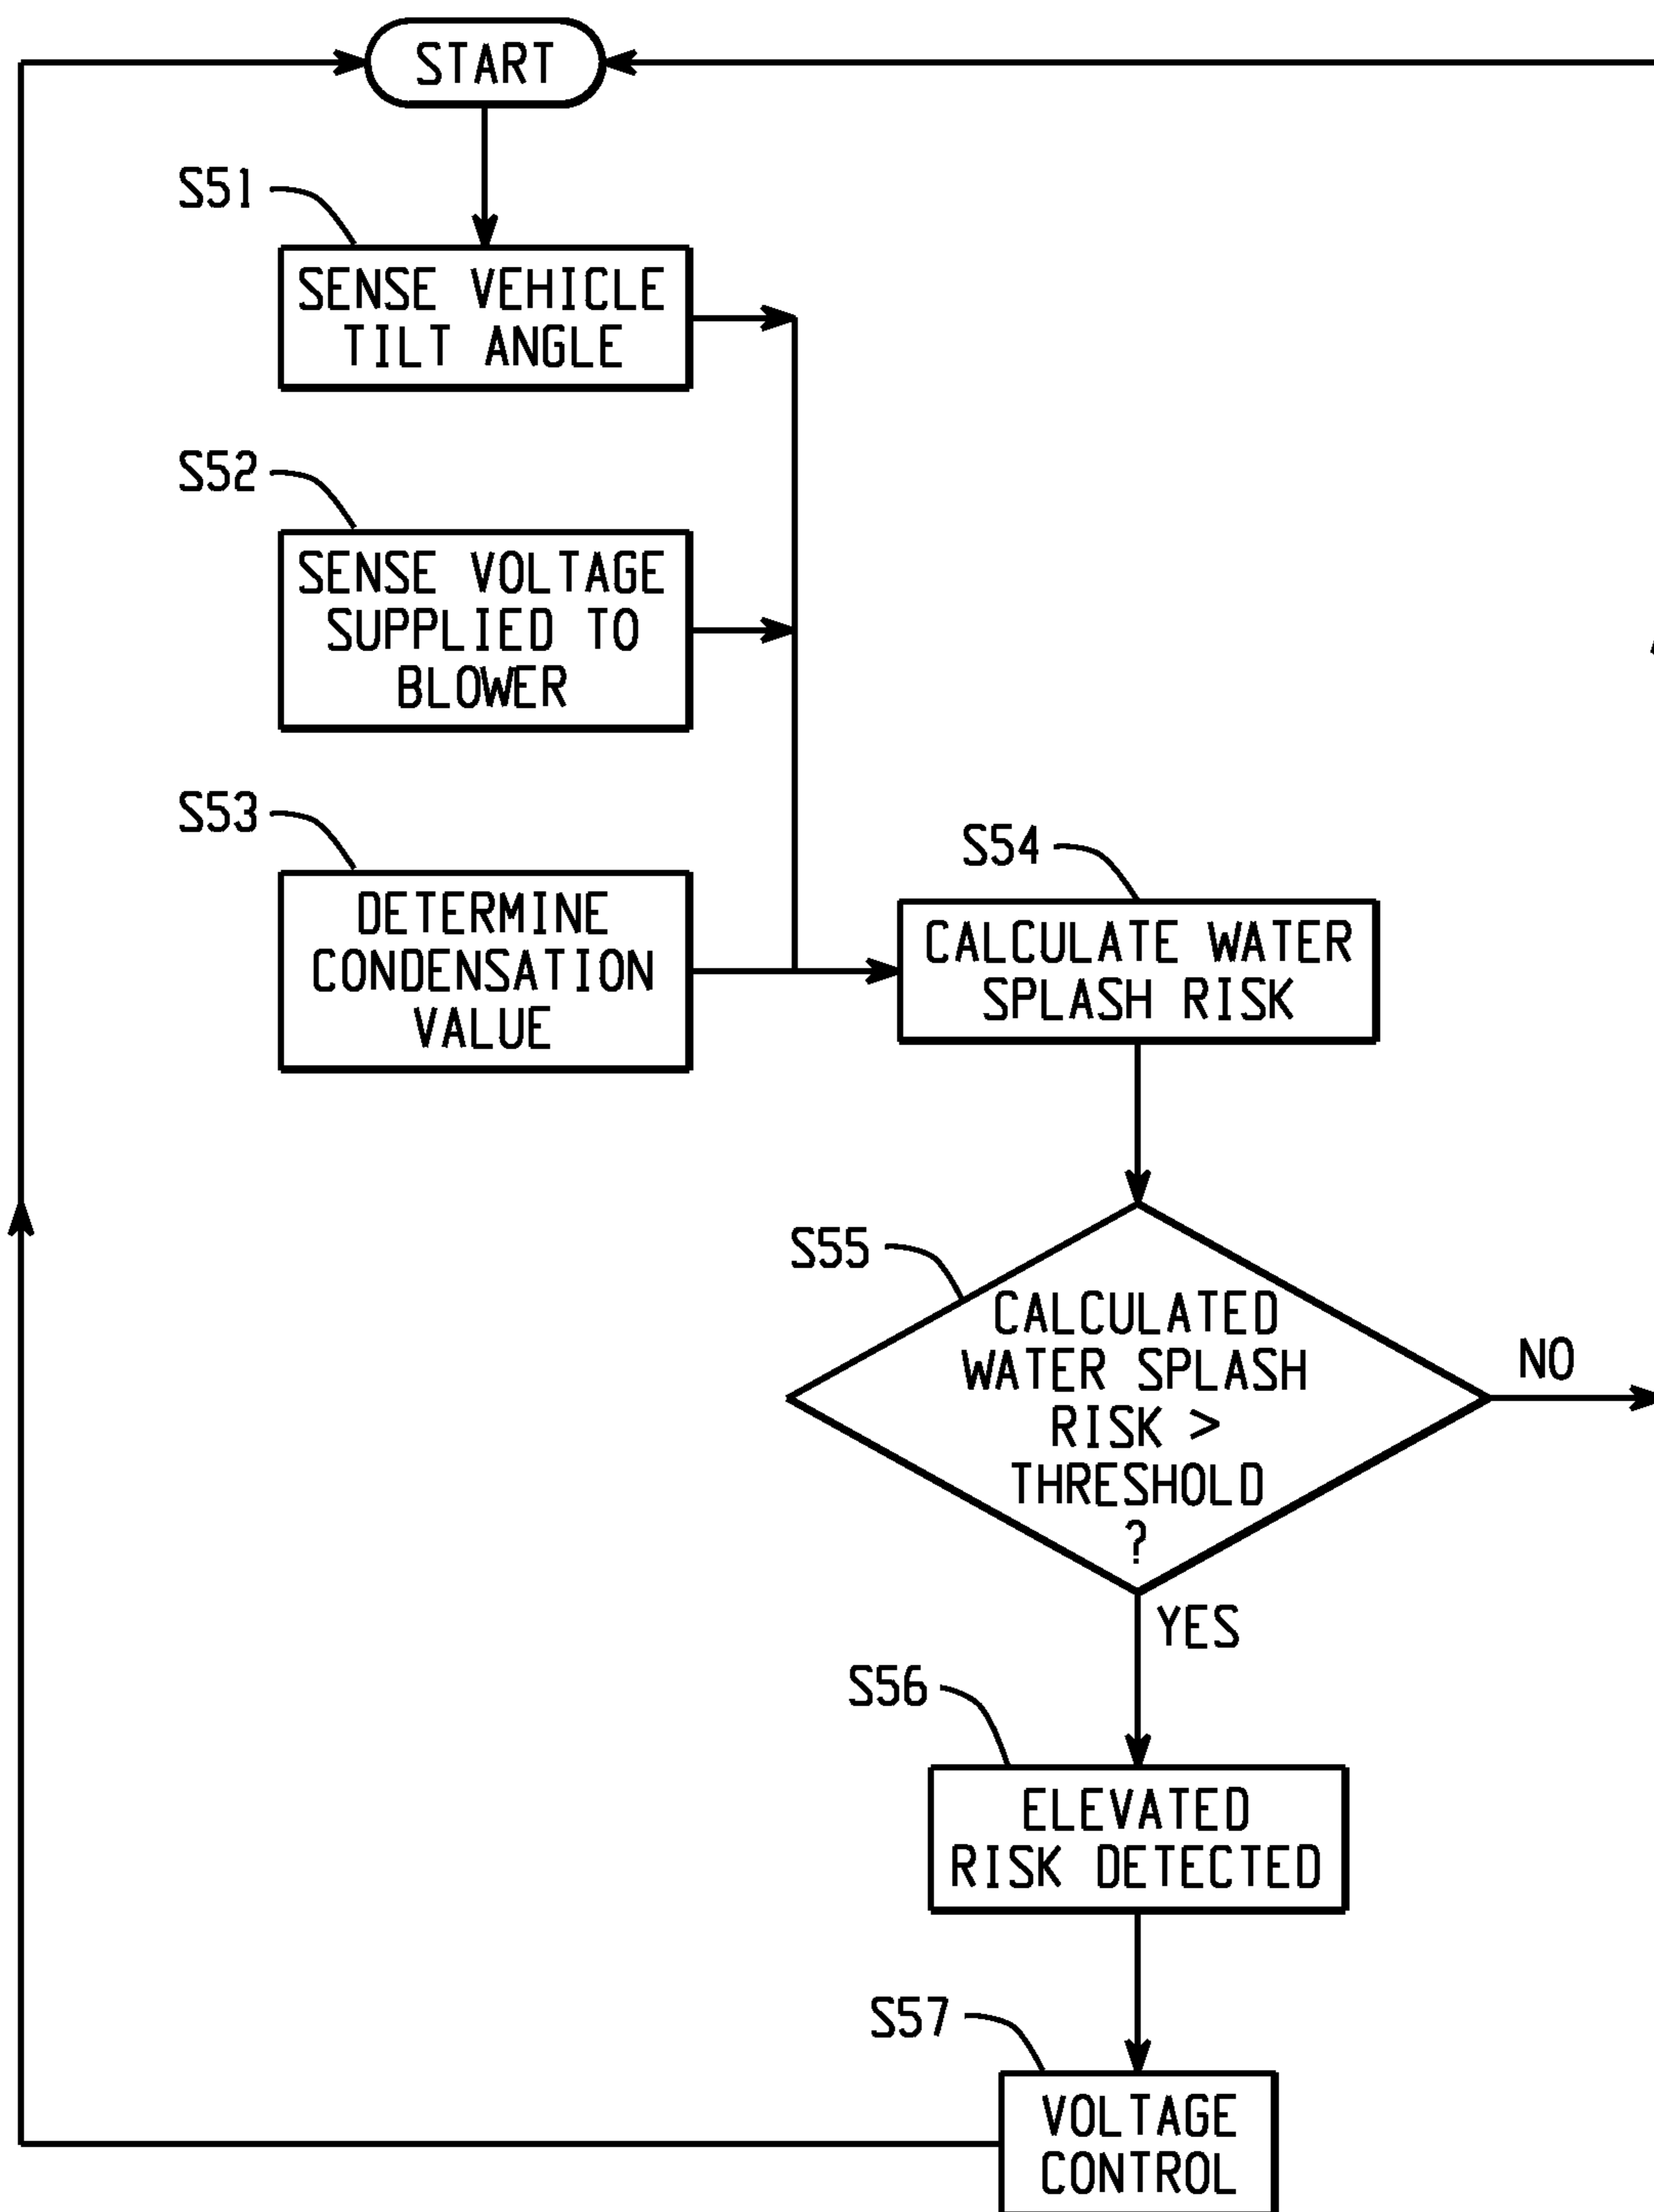 START
S51
SENSE VEHICLE
TILT ANGLE
S52
SENSE VOLTAGE
SUPPLIED TO
BLOWER
S53
DETERMINE
CONDENSATION
VALUE
S54
CALCULATE WATER
SPLASH RISK
S55
CALCULATED
WATER SPLASH
RISK >
THRESHOLD
?
NO
YES
S56
ELEVATED
RISK DETECTED
S57
VOLTAGE
CONTROL